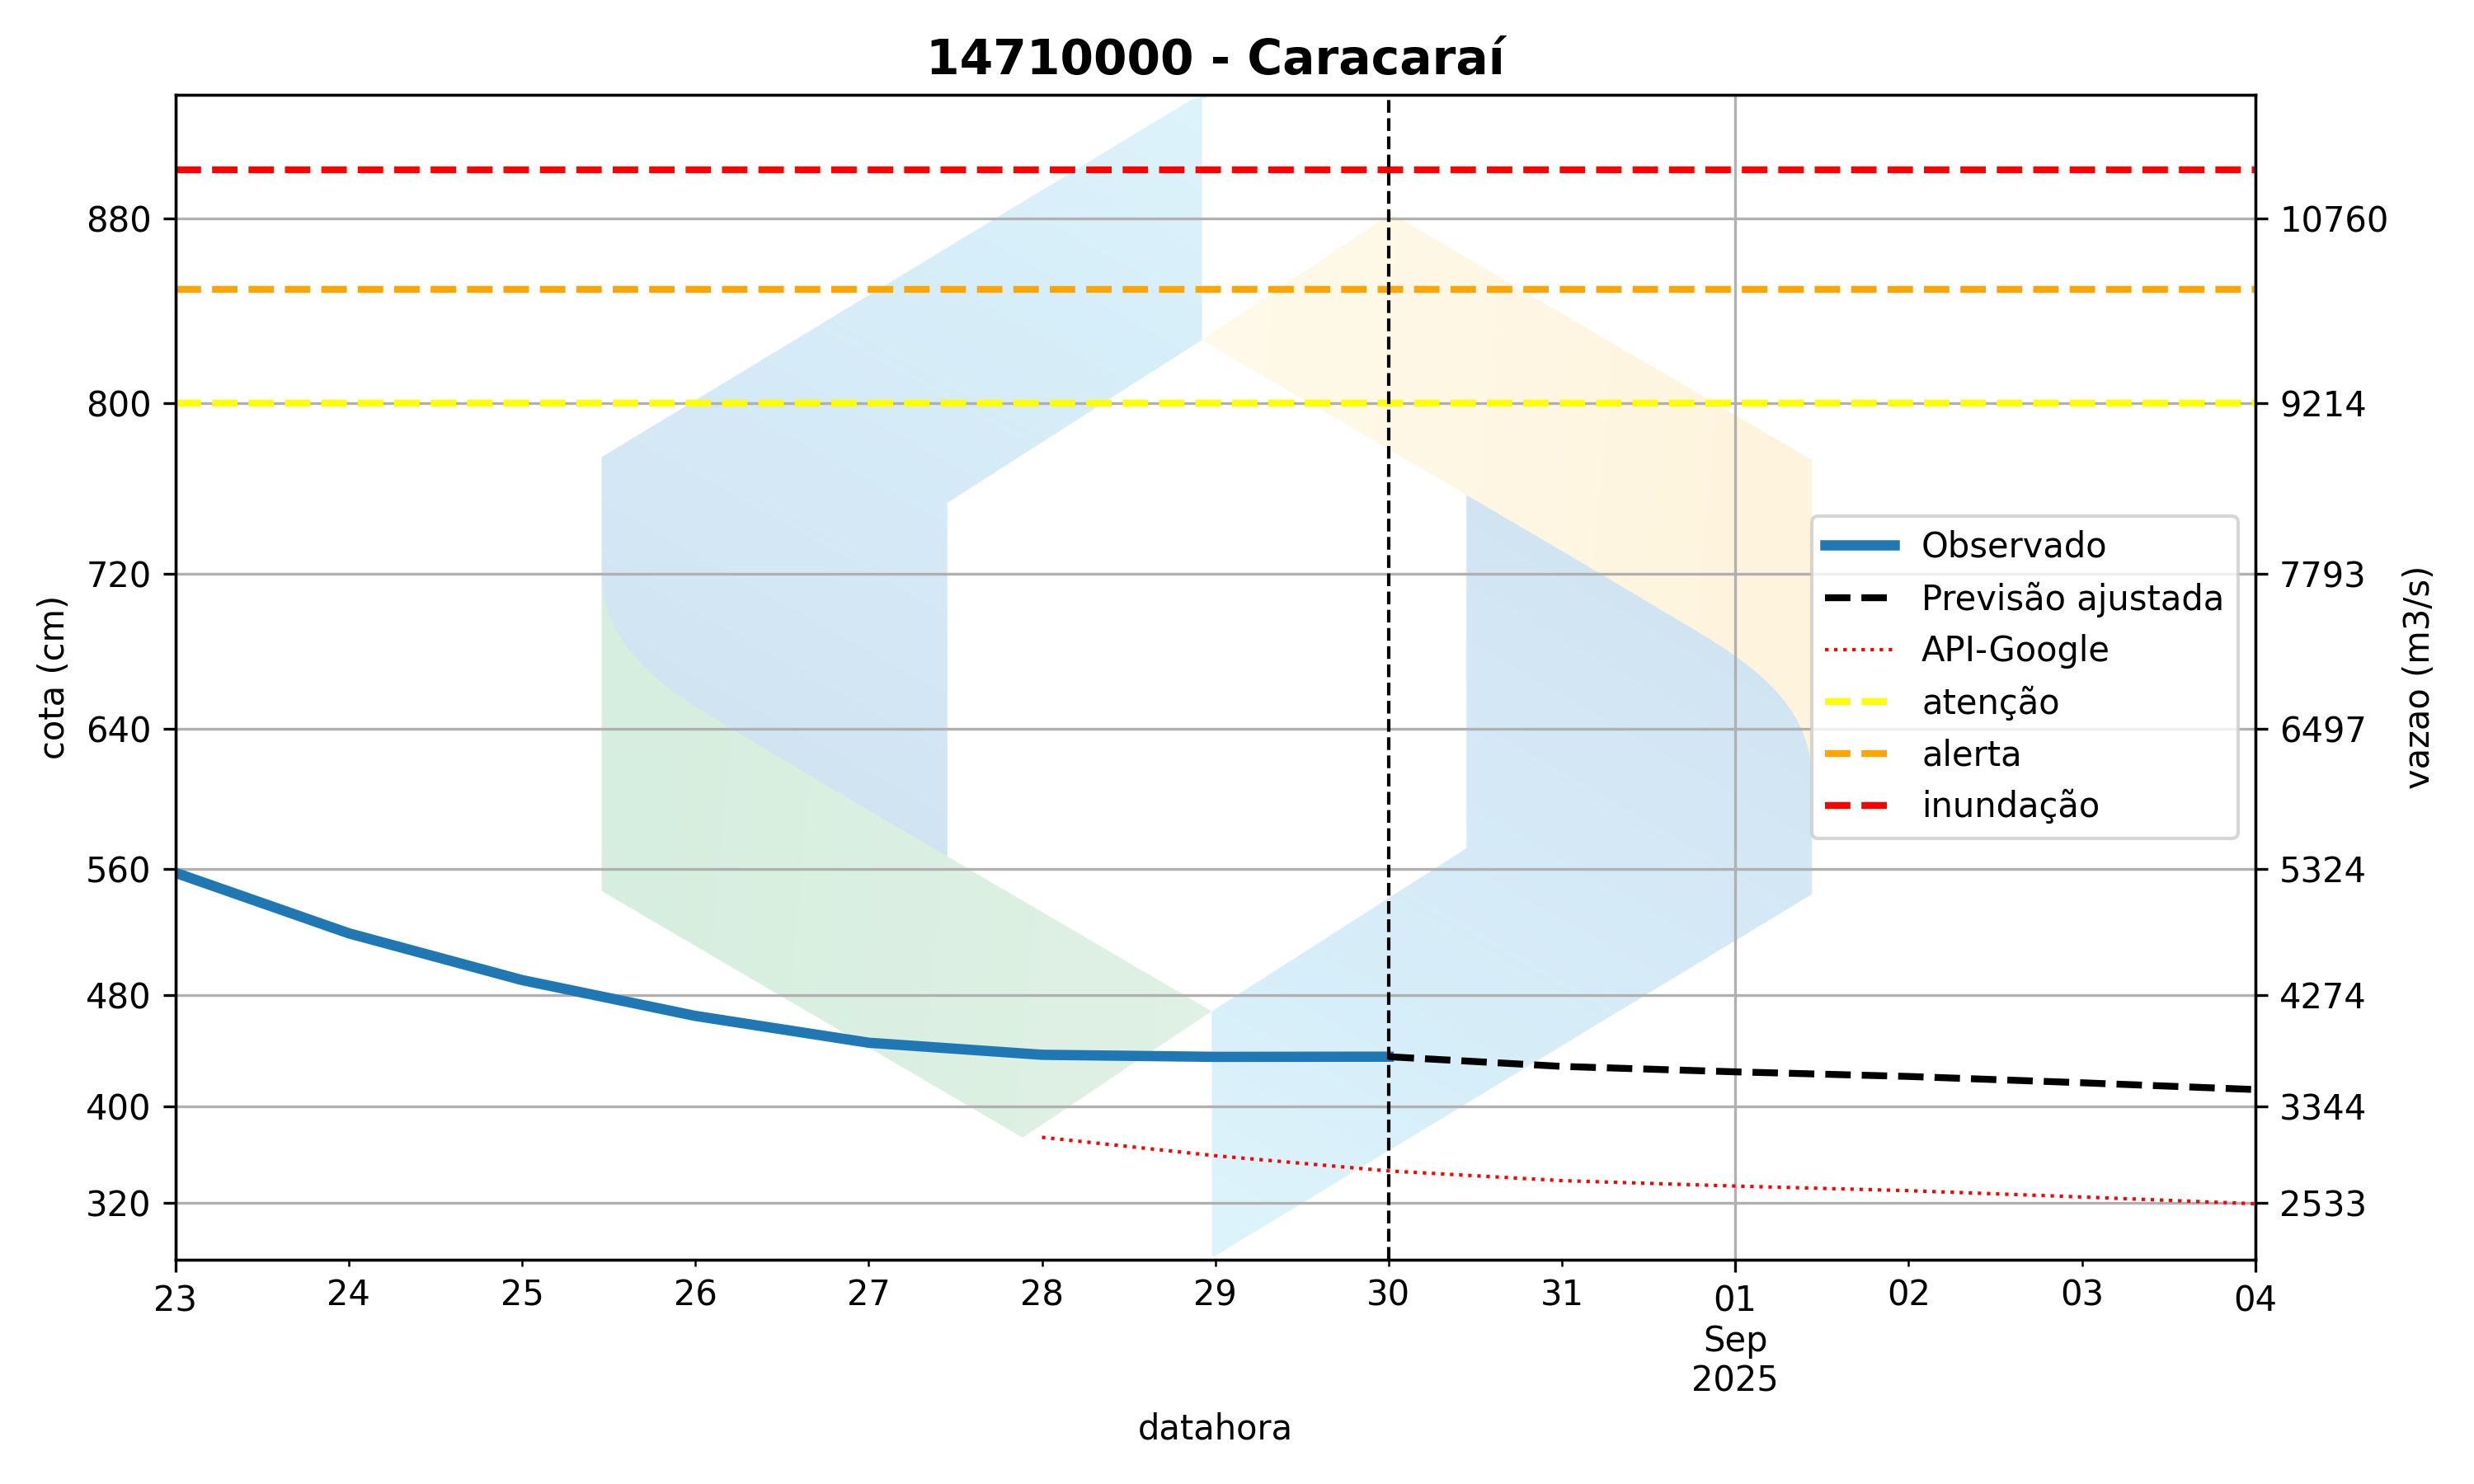 14710000 - Caracaraí
880
800
720
640
560
480
400
320
cota (cm)
10760
9214
7793
6497
5324
4274
3344
2533
vazao (m3/s)
Observado
Previsão ajustada
API-Google
atenção
alerta
inundação
23 24 25 26 27 28 29 30 31 01 02 03 04
Sep
2025
datahora